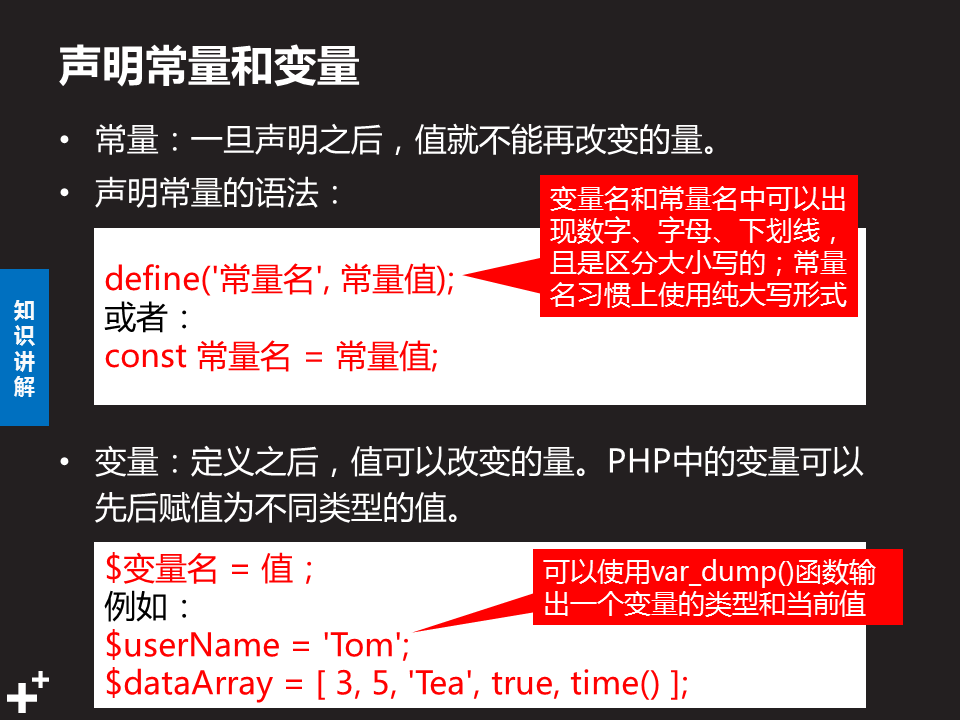 声明常量和变量
• 常量：一旦声明之后，值就不能再改变的量。
• 声明常量的语法：
变量名和常量名中可以出
现数字、字母、下划线，
且是区分大小写的；常量
名习惯上使用纯大写形式
define('常量名', 常量值);
或者：
const 常量名 = 常量值;
知
识
讲
解
• 变量：定义之后，值可以改变的量。PHP中的变量可以
先后赋值为不同类型的值。
$变量名 = 值；
例如：
可以使用var_dump()函数输
出一个变量的类型和当前值
$userName = 'Tom';
$dataArray = [ 3, 5, 'Tea', true, time() ];